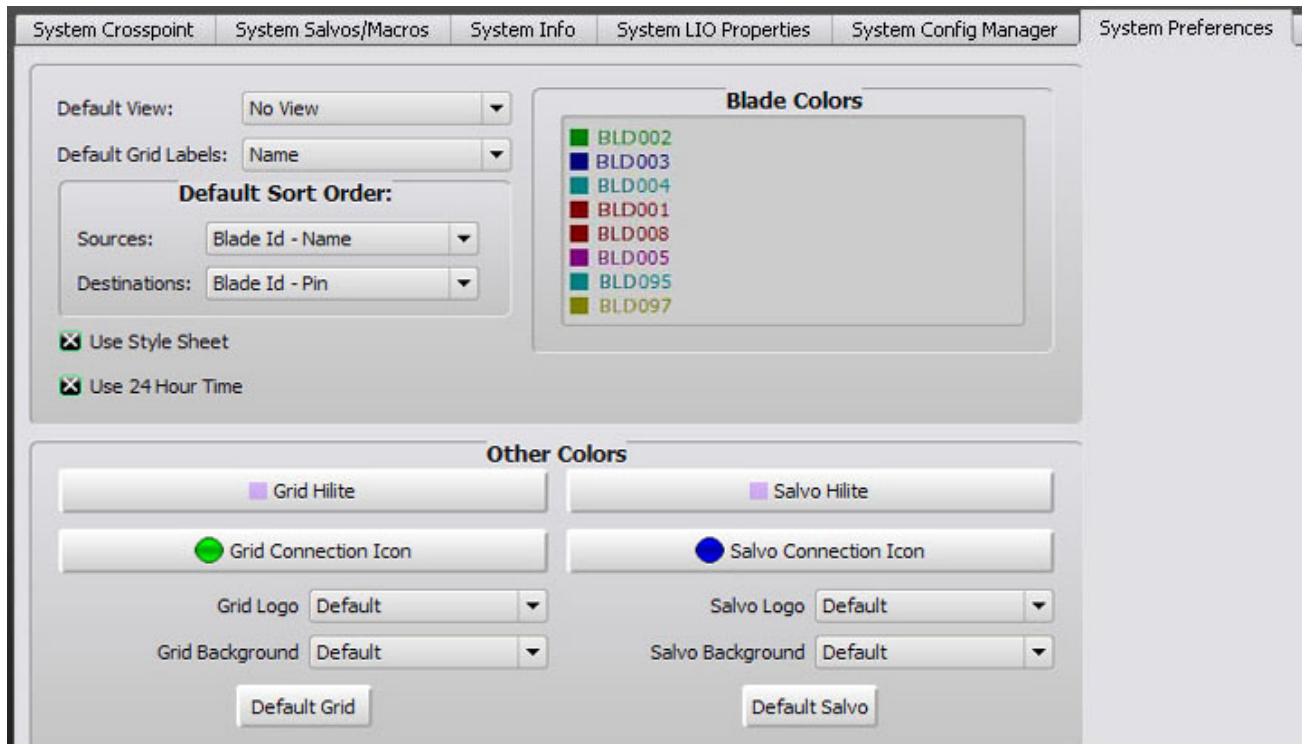 System Crosspoint System Salvos/Macros System Info System LIO Properties System Config Manager System Preferences
Default View: No View
Default Grid Labels: Name
Default Sort Order:
Sources: Blade Id - Name
Destinations: Blade Id - Pin
Use Style Sheet
Use 24 Hour Time
Blade Colors
BLD002
BLD003
BLD004
BLD001
BLD008
BLD005
BLD095
BLD097
Other Colors
Grid Hilite Salvo Hilite
Grid Connection Icon Salvo Connection Icon
Grid Logo Default Salvo Logo Default
Grid Background Default Salvo Background Default
Default Grid Default Salvo